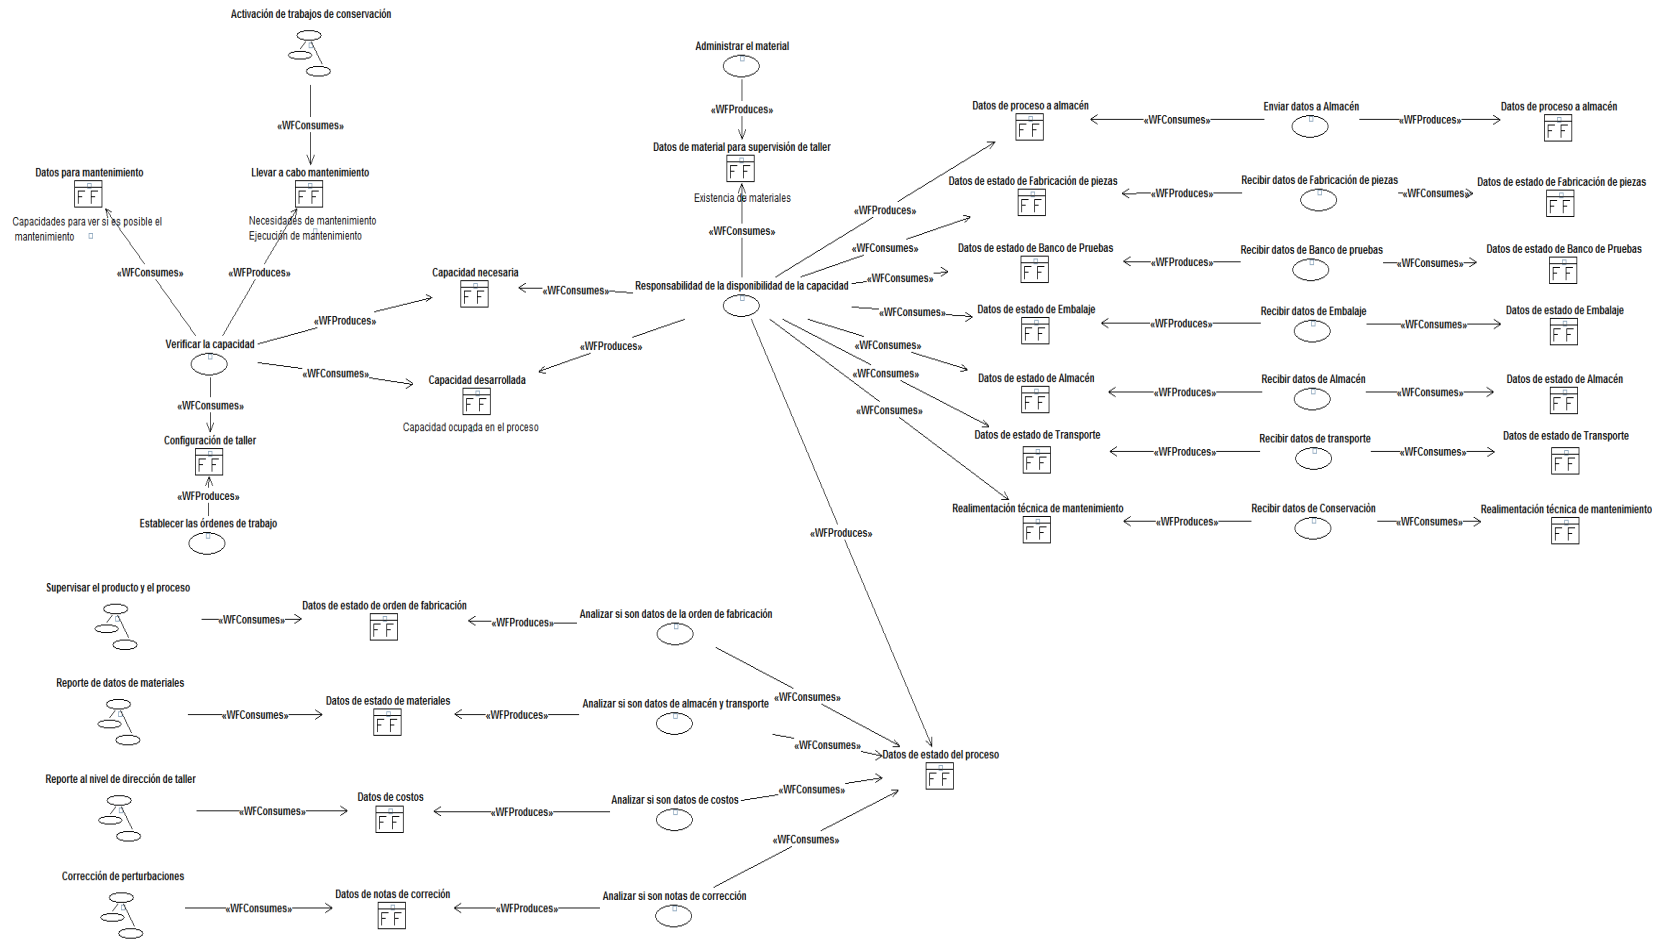 Activación de trabajos de conservación
«WFConsumes»
Datos para mantenimiento
F F
Capacidades para ver si es posible el
mantenimiento
Llevar a cabo mantenimiento
F F
Necesidades de mantenimiento
Ejecución de mantenimiento
«WFConsumes»
«WFProduces»
Verificar la capacidad
«WFProduces»
«WFConsumes»
«WFConsumes»
Configuración de taller
F F
«WFProduces»
Establecer las órdenes de trabajo
Capacidad necesaria
F F
«WFConsumes»
Capacidad desarrollada
F F
Capacidad ocupada en el proceso
«WFProduces»
Administrar el material
«WFProduces»
Datos de material para supervisión de taller
F F
Existencia de materiales
«WFConsumes»
Responsabilidad de la disponibilidad de la capacidad
«WFProduces»
«WFConsumes»
«WFConsumes»
«WFConsumes»
«WFConsumes»
«WFConsumes»
«WFConsumes»
«WFProduces»
Datos de proceso a almacén
F F
«WFConsumes»
Enviar datos a Almacén
«WFProduces»
Datos de proceso a almacén
F F
Datos de estado de Fabricación de piezas
F F
«WFProduces»
Recibir datos de Fabricación de piezas
«WFConsumes»
Datos de estado de Fabricación de piezas
F F
Datos de estado de Banco de Pruebas
F F
«WFProduces»
Recibir datos de Banco de pruebas
«WFConsumes»
Datos de estado de Banco de Pruebas
F F
Datos de estado de Embalaje
F F
«WFProduces»
Recibir datos de Embalaje
«WFConsumes»
Datos de estado de Embalaje
F F
Datos de estado de Almacén
F F
«WFProduces»
Recibir datos de Almacén
«WFConsumes»
Datos de estado de Almacén
F F
Datos de estado de Transporte
F F
«WFProduces»
Recibir datos de transporte
«WFConsumes»
Datos de estado de Transporte
F F
Realimentación técnica de mantenimiento
F F
«WFProduces»
Recibir datos de Conservación
«WFConsumes»
Realimentación técnica de mantenimiento
F F
Supervisar el producto y el proceso
«WFConsumes»
Datos de estado de orden de fabricación
F F
«WFProduces»
Analizar si son datos de la orden de fabricación
«WFConsumes»
Reporte de datos de materiales
«WFConsumes»
Datos de estado de materiales
F F
«WFProduces»
Analizar si son datos de almacén y transporte
«WFConsumes»
Datos de estado del proceso
F F
Reporte al nivel de dirección de taller
«WFConsumes»
Datos de costos
F F
«WFProduces»
Analizar si son datos de costos
«WFConsumes»
Corrección de perturbaciones
«WFConsumes»
Datos de notas de correción
F F
«WFProduces»
Analizar si son notas de corrección
«WFConsumes»